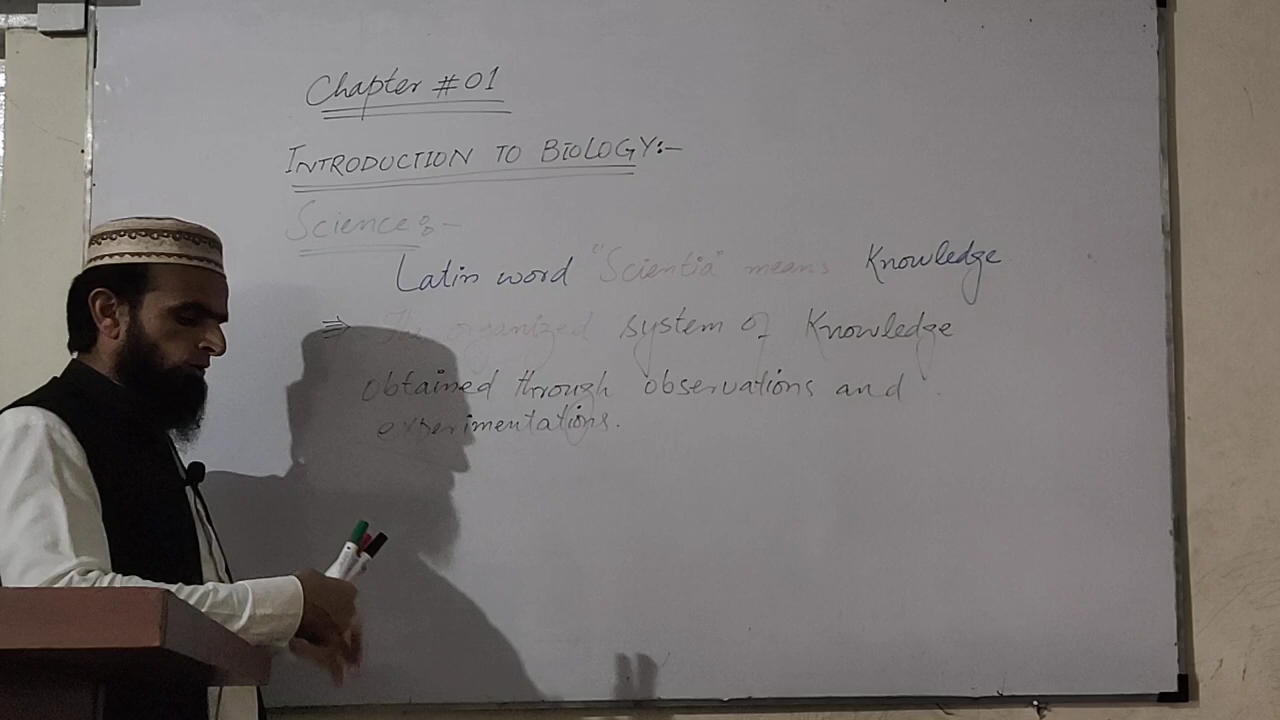 Chapter #01
INTRODUCTION TO BIOLOGY:-
Science:-
Latin word "Scientia" means Knowledge
⇒ The organized system of Knowledge
obtained through observations and
experimentations.